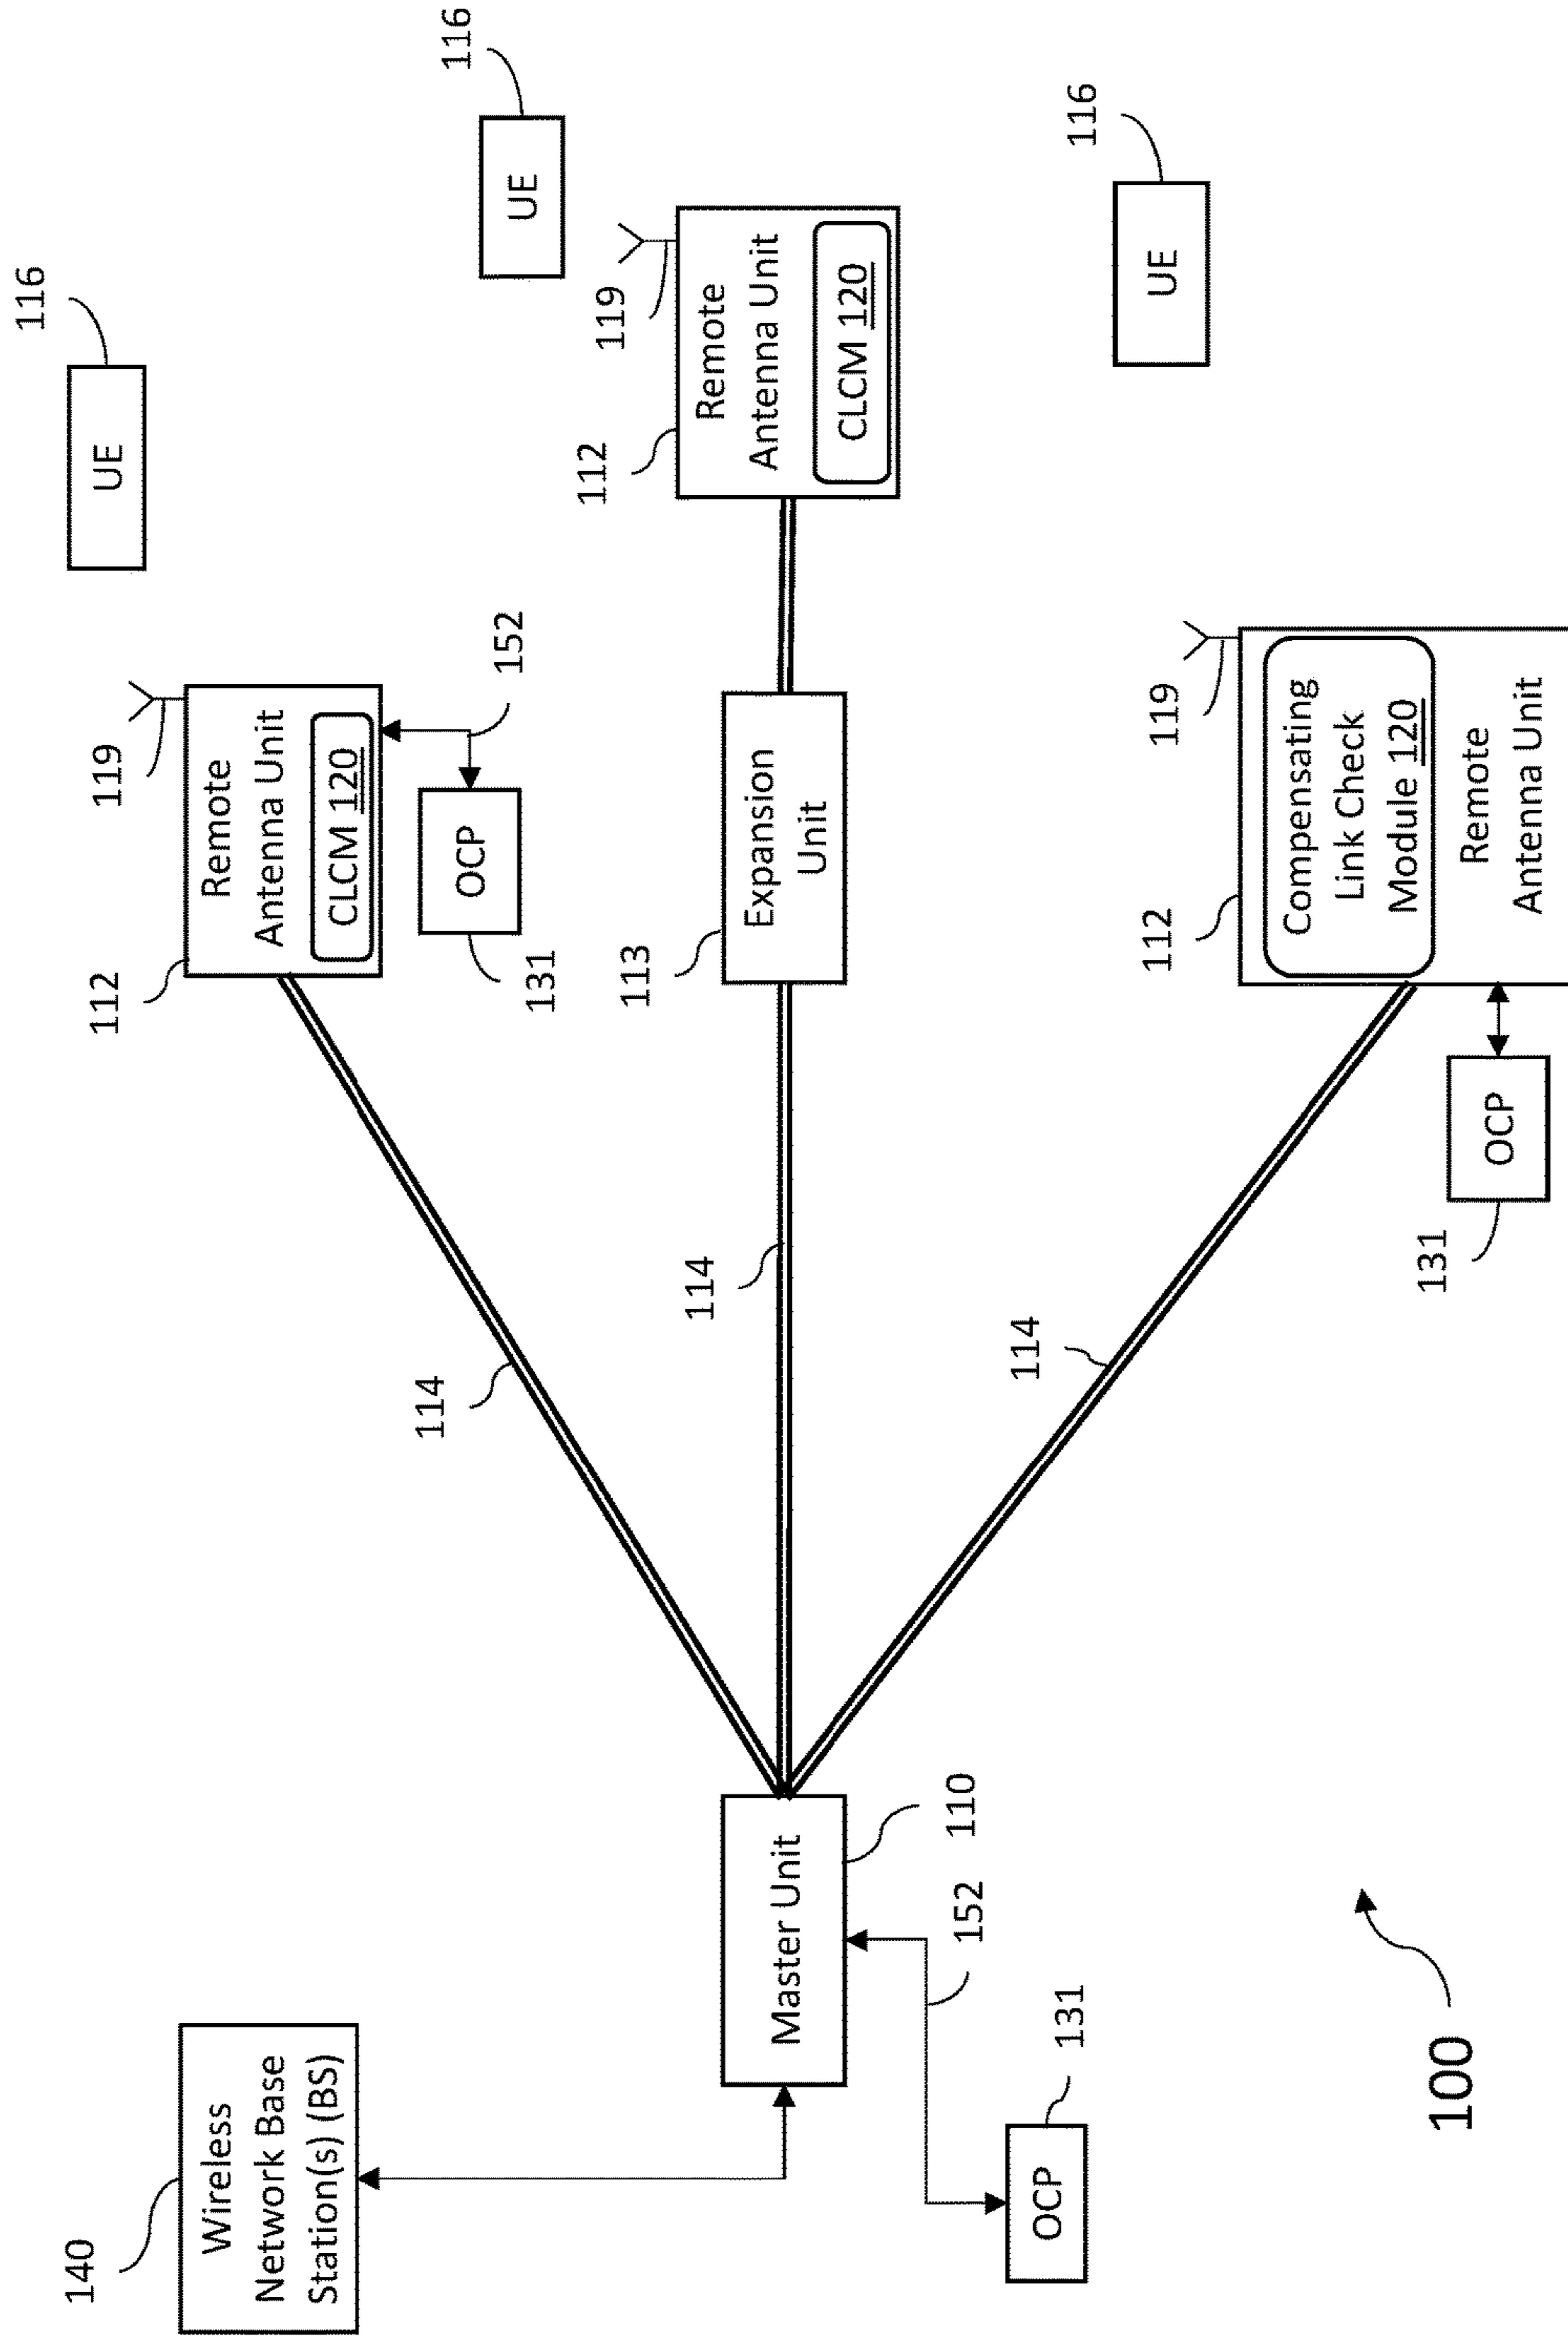 140
Wireless
Network Base
Station(s) (BS)
116
UE
112
119
Remote
Antenna Unit
CLCM 120
152
OCP
131
116
UE
114
114
113
Expansion
Unit
112
119
Remote
Antenna Unit
CLCM 120
Master Unit
110
152
131
OCP
114
116
UE
112
119
Compensating
Link Check
Module 120
Remote
Antenna Unit
131
OCP
100